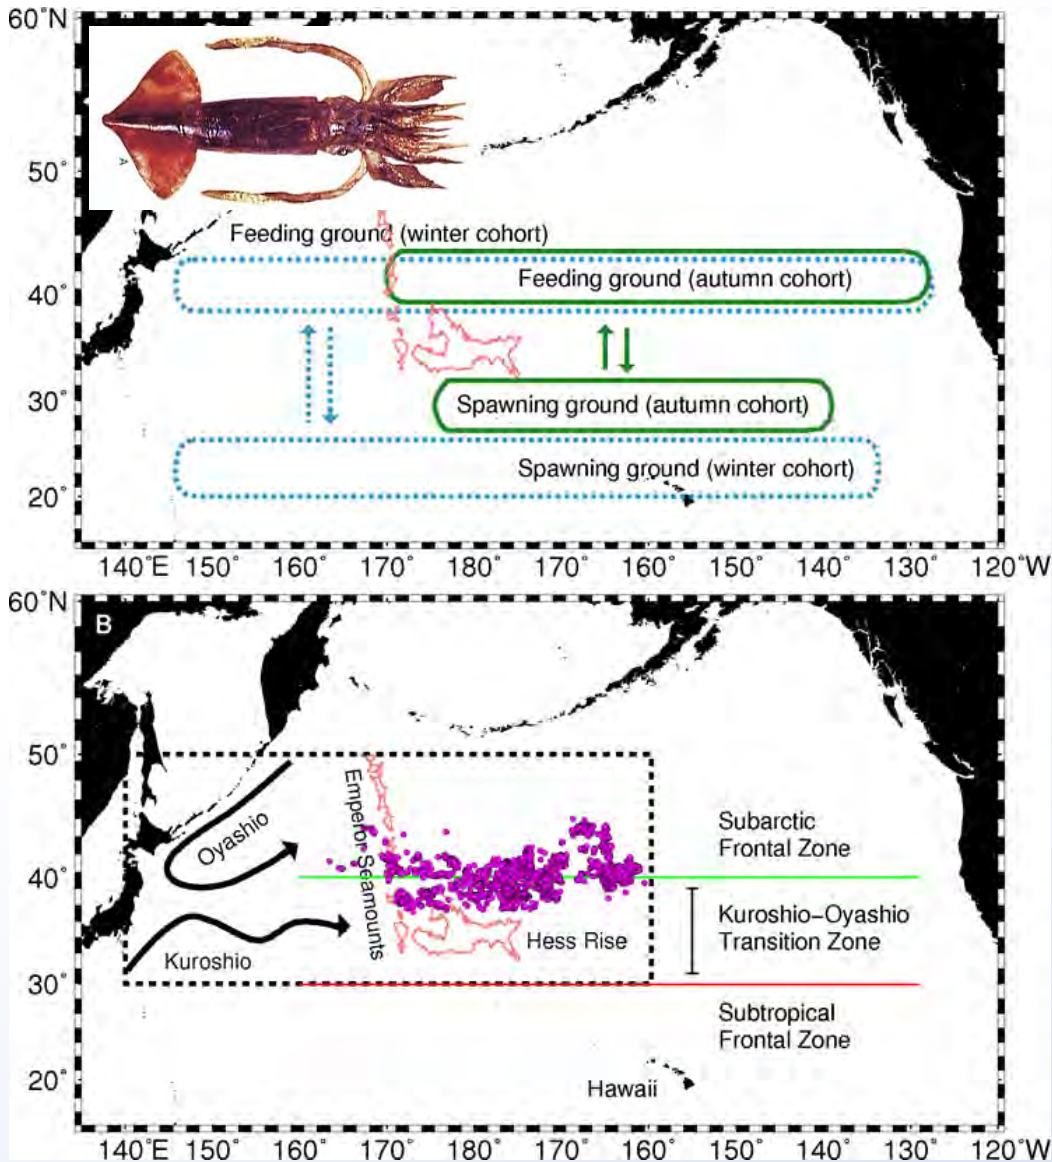 60°N
50°
40°
30°
20°
Feeding ground (winter cohort)
Feeding ground (autumn cohort)
Spawning ground (autumn cohort)
Spawning ground (winter cohort)
140°E 150° 160° 170° 180° 170° 160° 150° 140° 130° 120°W
60°N
B
50°
40°
30°
20°
Oyashio
Kuroshio
Emperor Seamounts
Hess Rise
Subarctic
Frontal Zone
Kuroshio–Oyashio
Transition Zone
Subtropical
Frontal Zone
Hawaii
140°E 150° 160° 170° 180° 170° 160° 150° 140° 130° 120°W